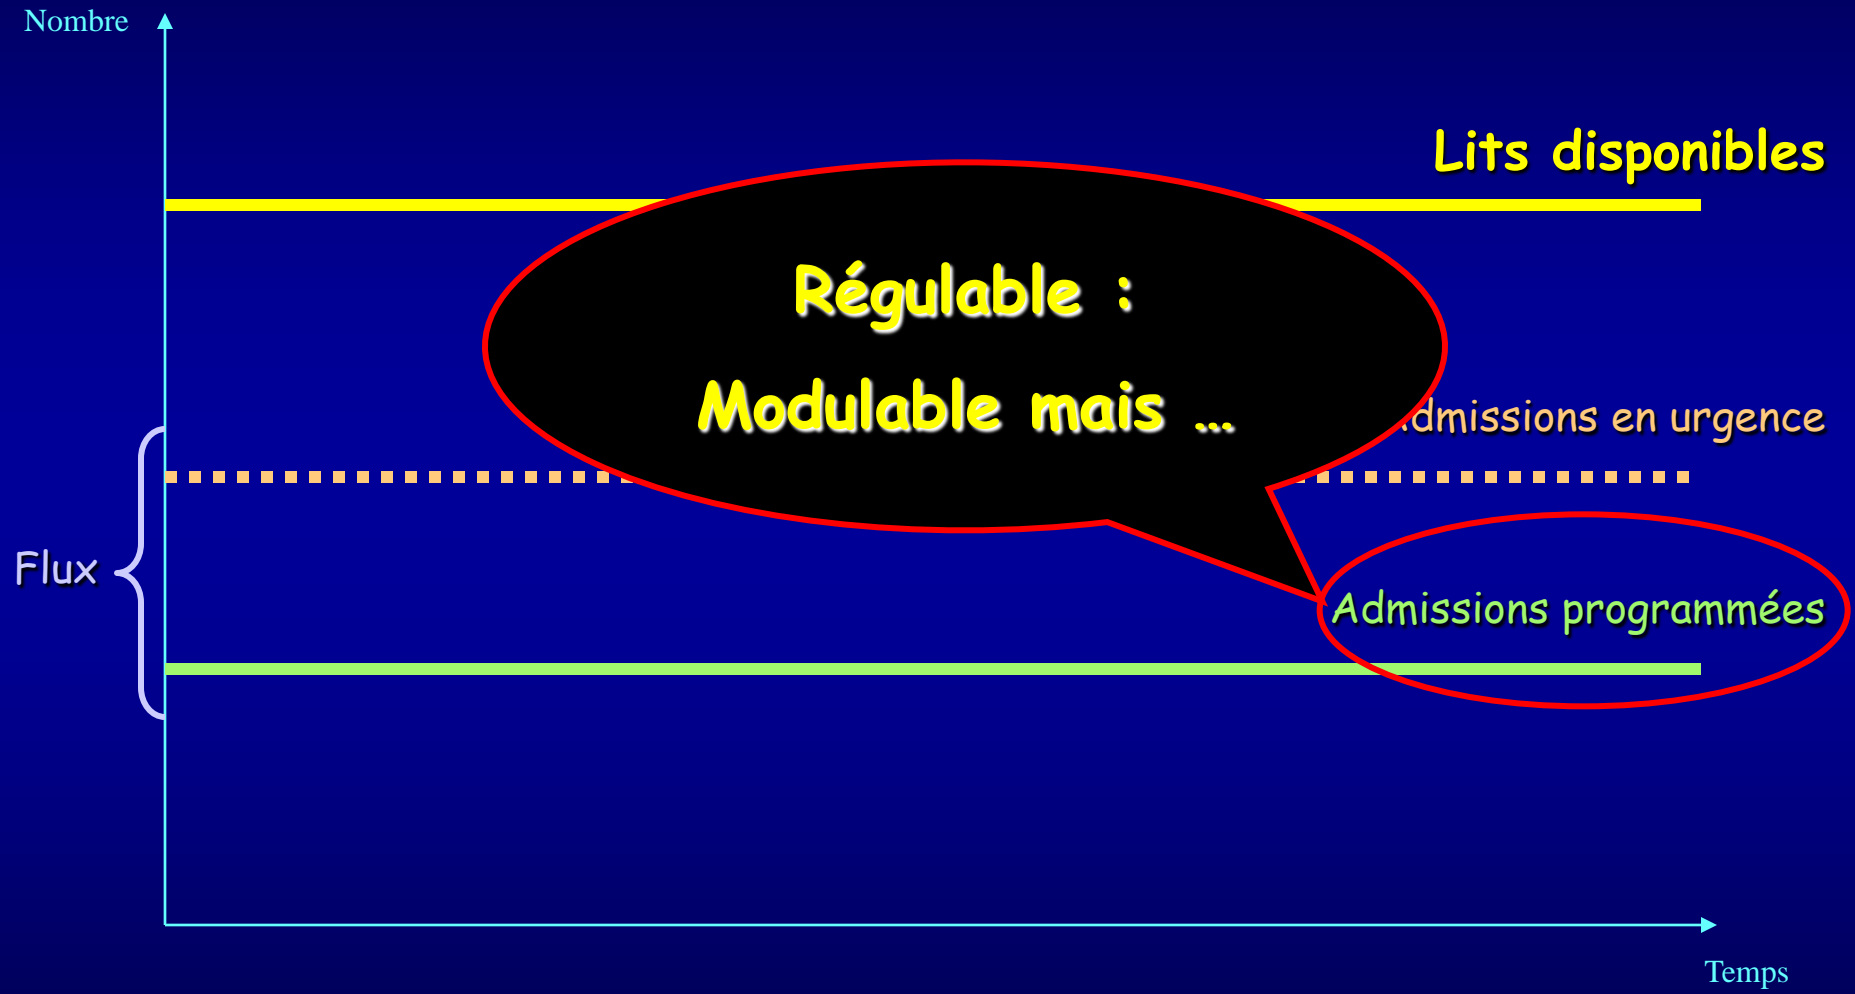 Nombre
Lits disponibles
Régulable :
Modulable mais ...
dmissions en urgence
Flux
Admissions programmées
Temps